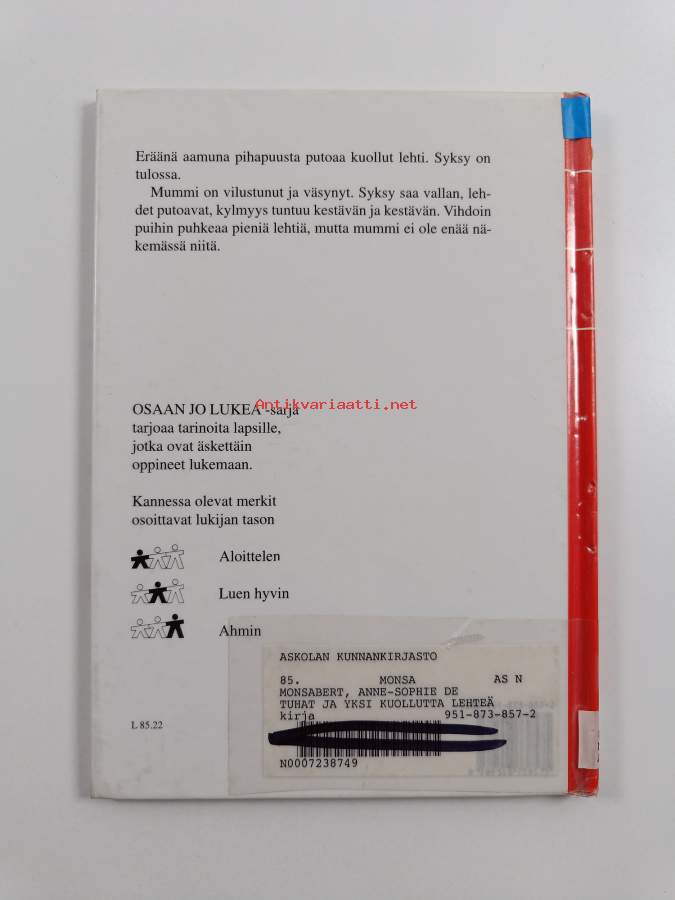 Eräänä aamuna pihapuusta putoaa kuollut lehti. Syksy on
tulossa.
Mummi on vilustunut ja väsynyt. Syksy saa vallan, leh-
det putoavat, kylmyys tuntuu kestävän ja kestävän. Vihdoin
puihin puhkeaa pieniä lehtiä, mutta mummi ei ole enää nä-
kemässä niitä.
OSAAN JO LUKEA -sarja
Antikvariaatti.net
tarjoaa tarinoita lapsille,
jotka ovat äskettäin
oppineet lukemaan.
Kannessa olevat merkit
osoittavat lukijan tason
Aloittelen
Luen hyvin
Ahmin
L 85.22
ASKOLAN KUNNANKIRJASTO
85. MONSA AS N
MONSABERT, ANNE-SOPHIE DE
TUHAT JA YKSI KUOLLUTTA LEHTEÄ
kirja 951-873-857-2
N0007238749